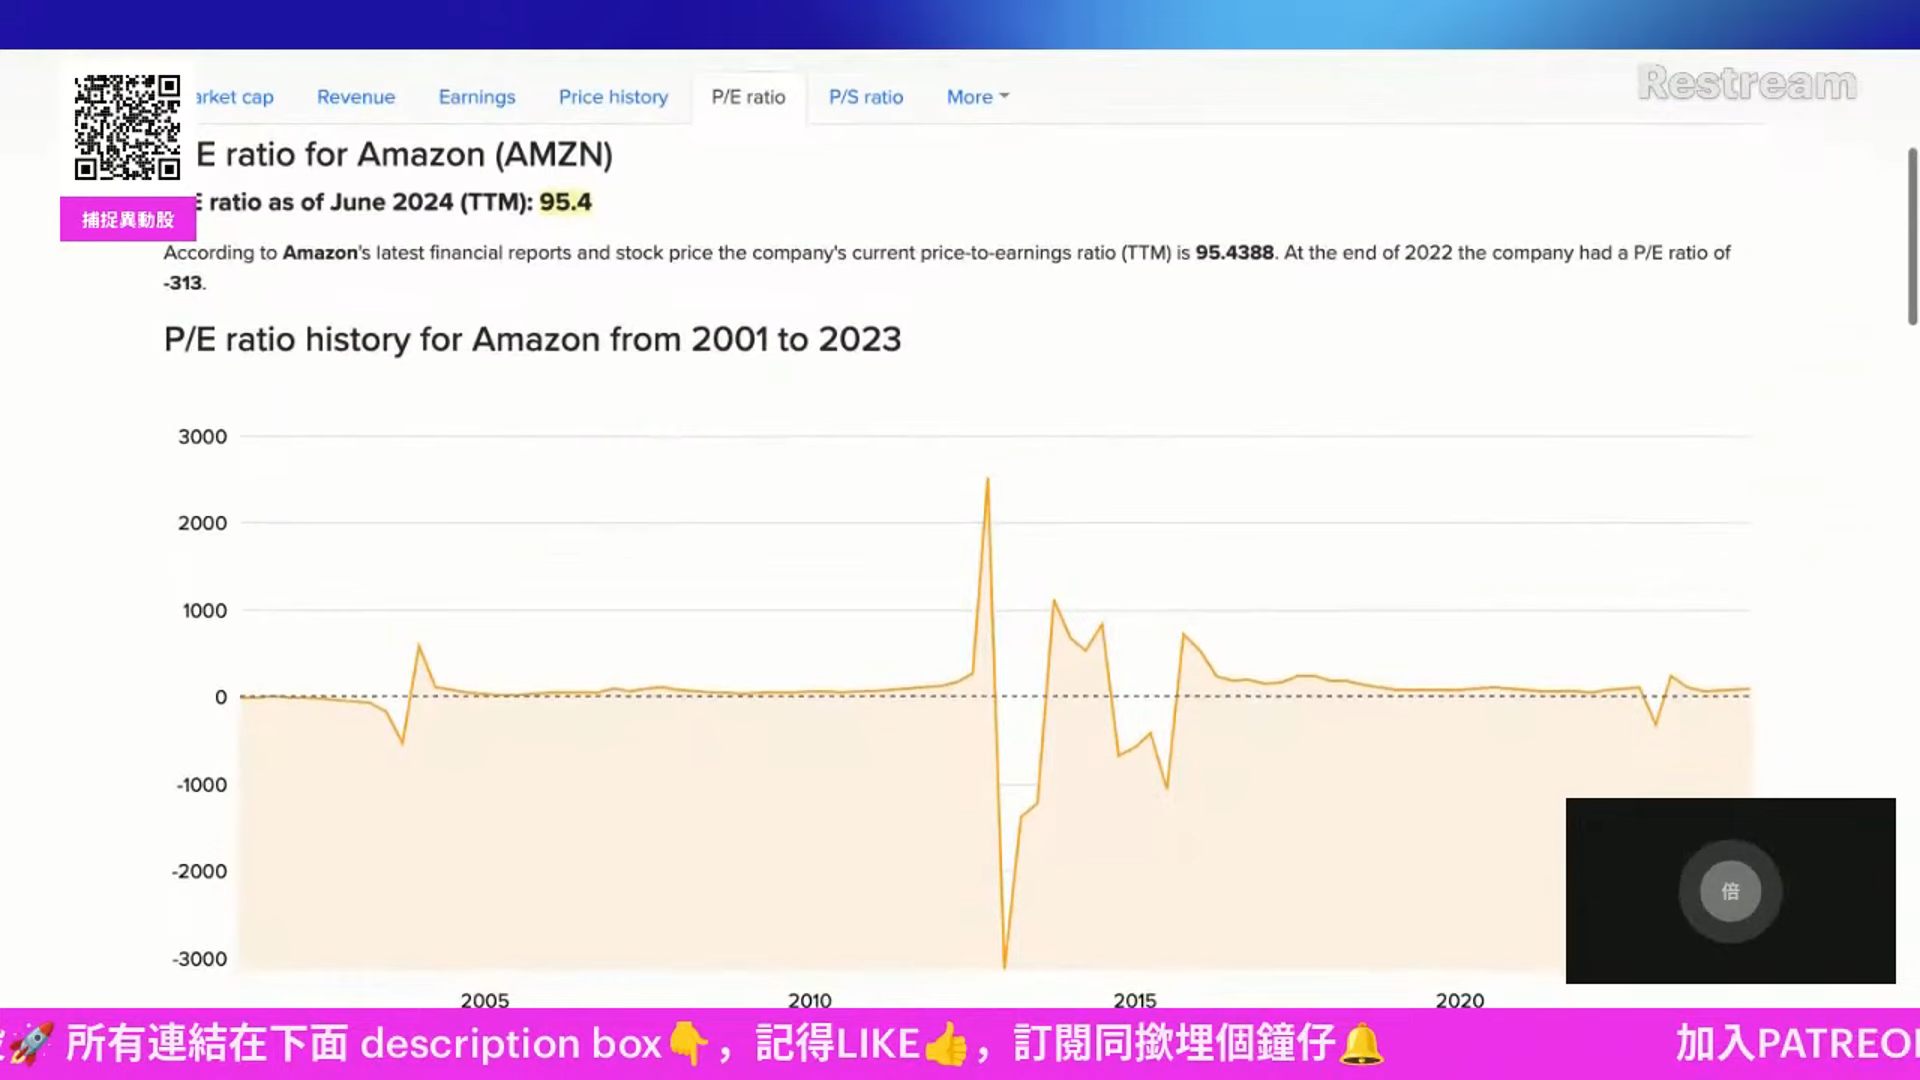 Restream
arket cap Revenue Earnings Price history P/E ratio P/S ratio More
E ratio for Amazon (AMZN)
E ratio as of June 2024 (TTM): 95.4
捕捉異動股
According to Amazon's latest financial reports and stock price the company's current price-to-earnings ratio (TTM) is 95.4388. At the end of 2022 the company had a P/E ratio of
-313.
P/E ratio history for Amazon from 2001 to 2023
3000
2000
1000
0
-1000
-2000
-3000
2005 2010 2015 2020
倍
🚀 所有連結在下面 description box👇，記得LIKE👍，訂閱同撳埋個鐘仔🔔 加入PATREO